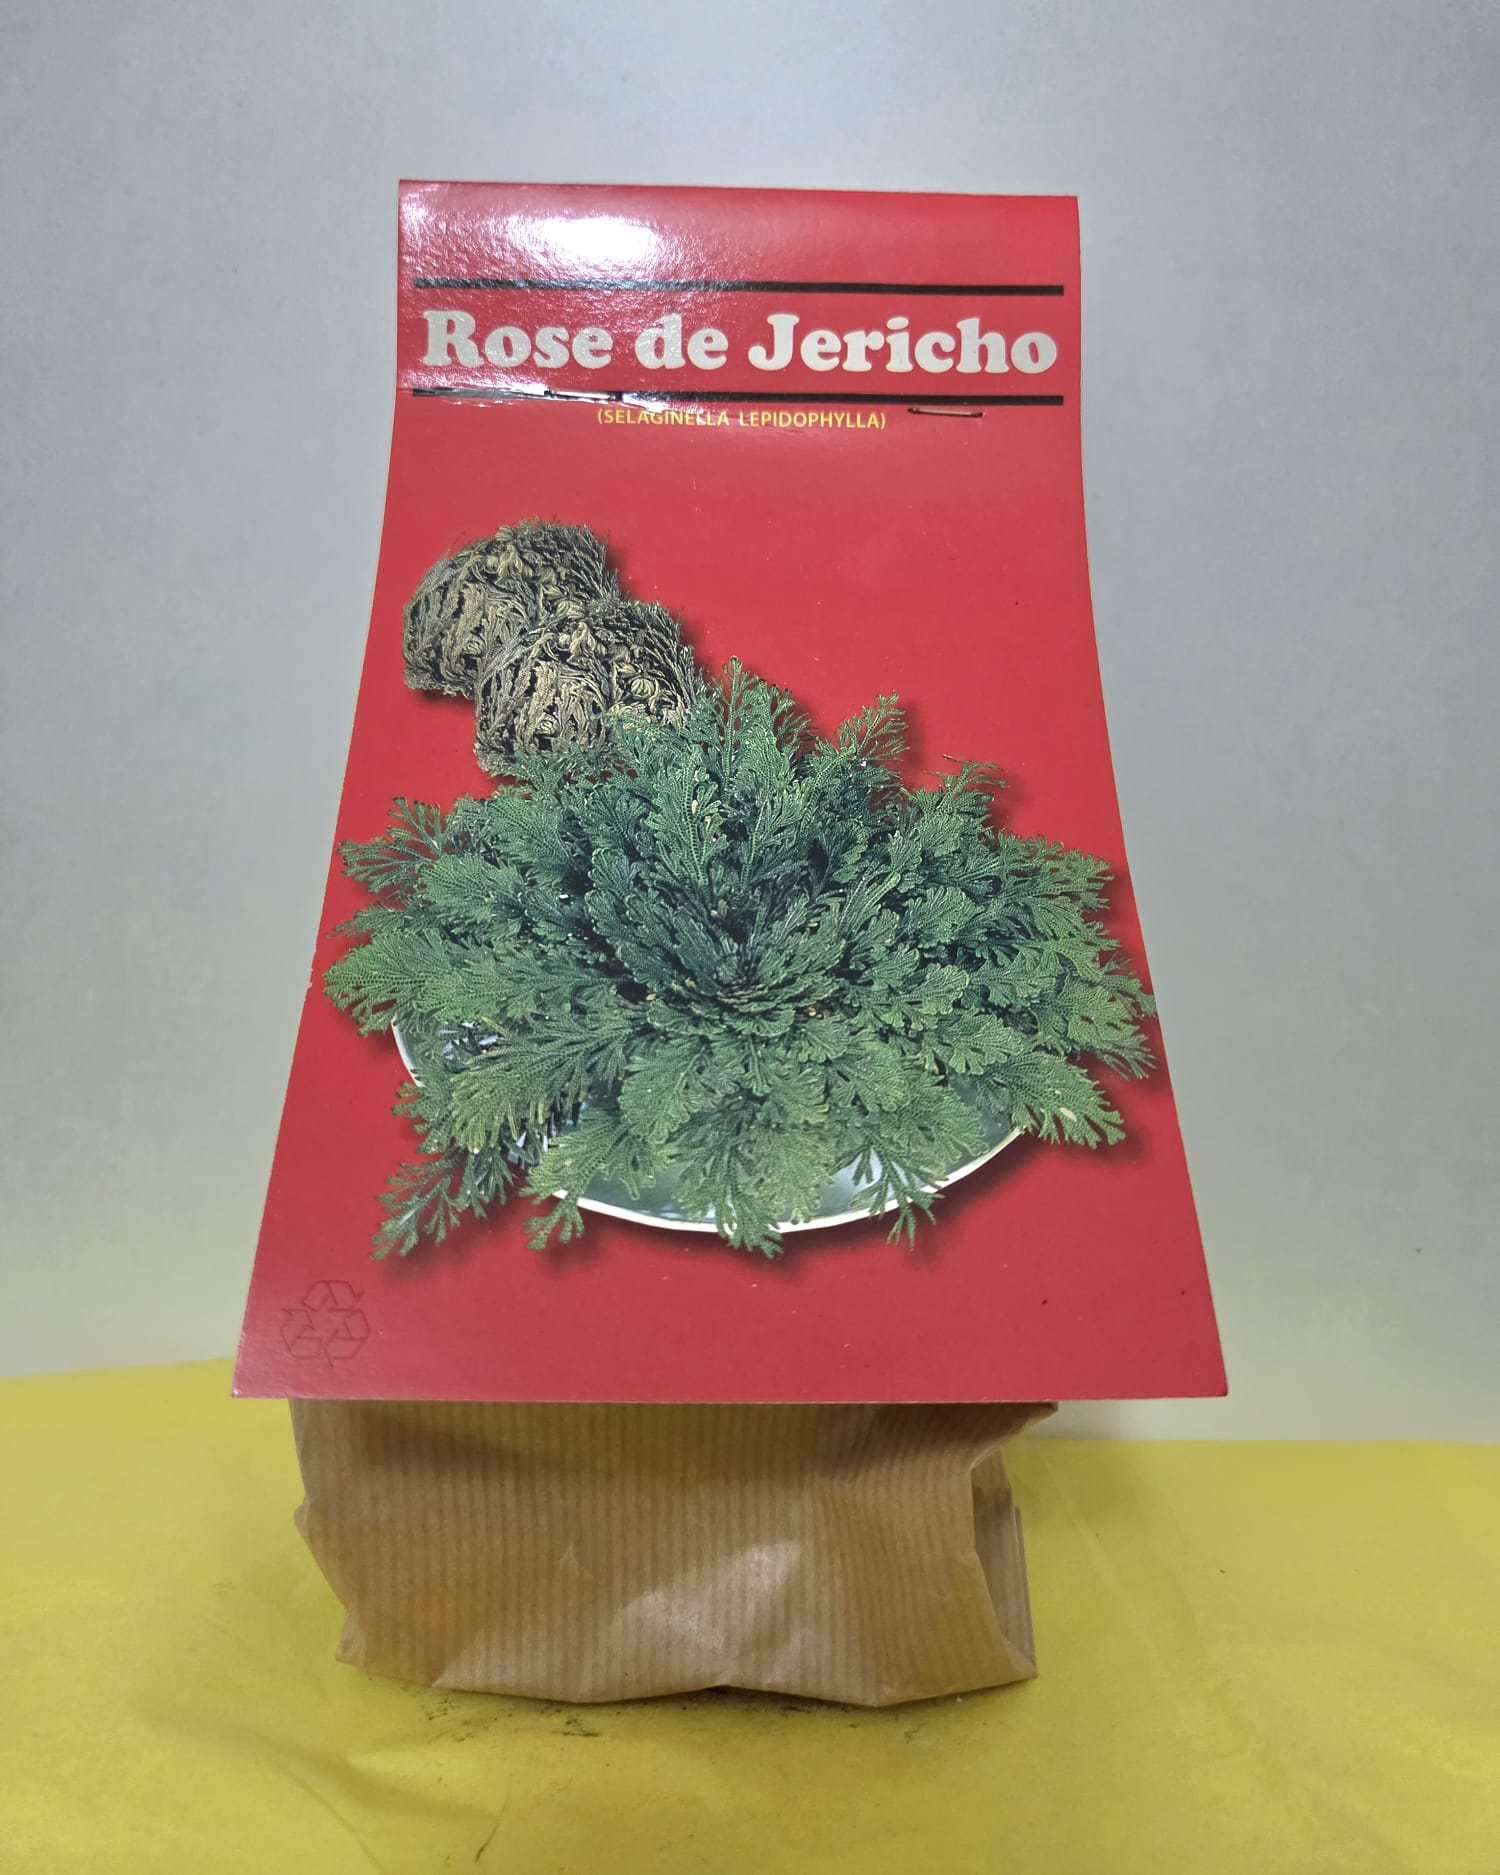 Rose de Jericho
(SELAGINELLA LEPIDOPHYLLA)